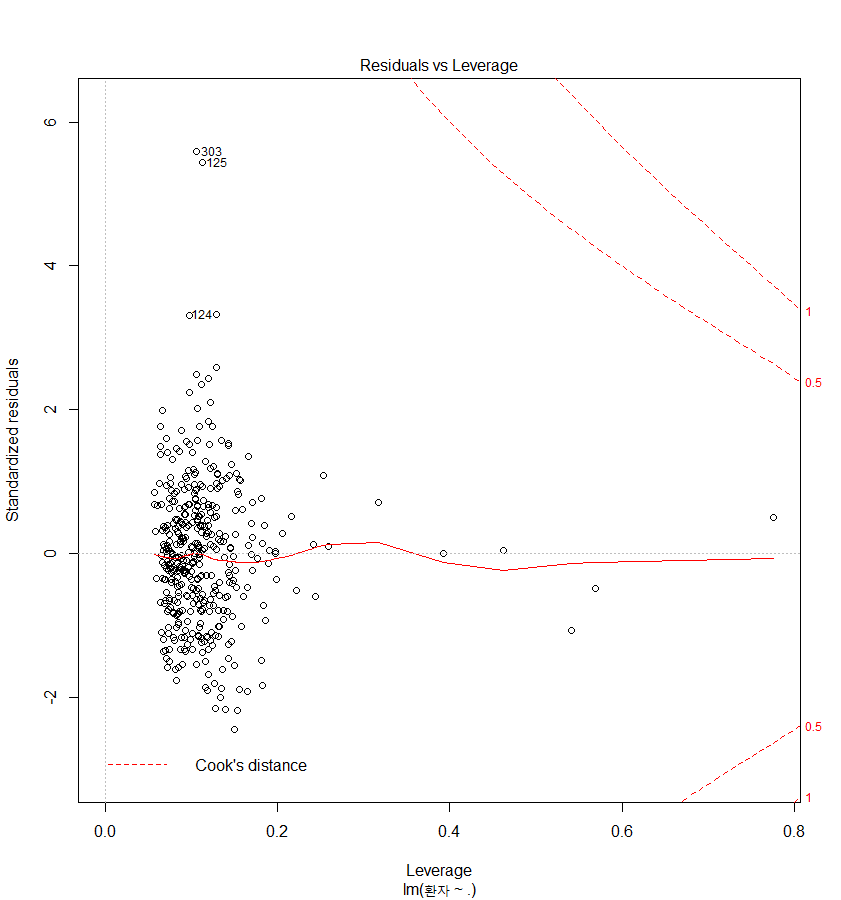 Residuals vs Leverage
Standardized residuals
6
4
2
0
-2
303
125
124
1
0.5
0.5
1
Cook's distance
0.0 0.2 0.4 0.6 0.8
Leverage
lm(환자 ~ .)